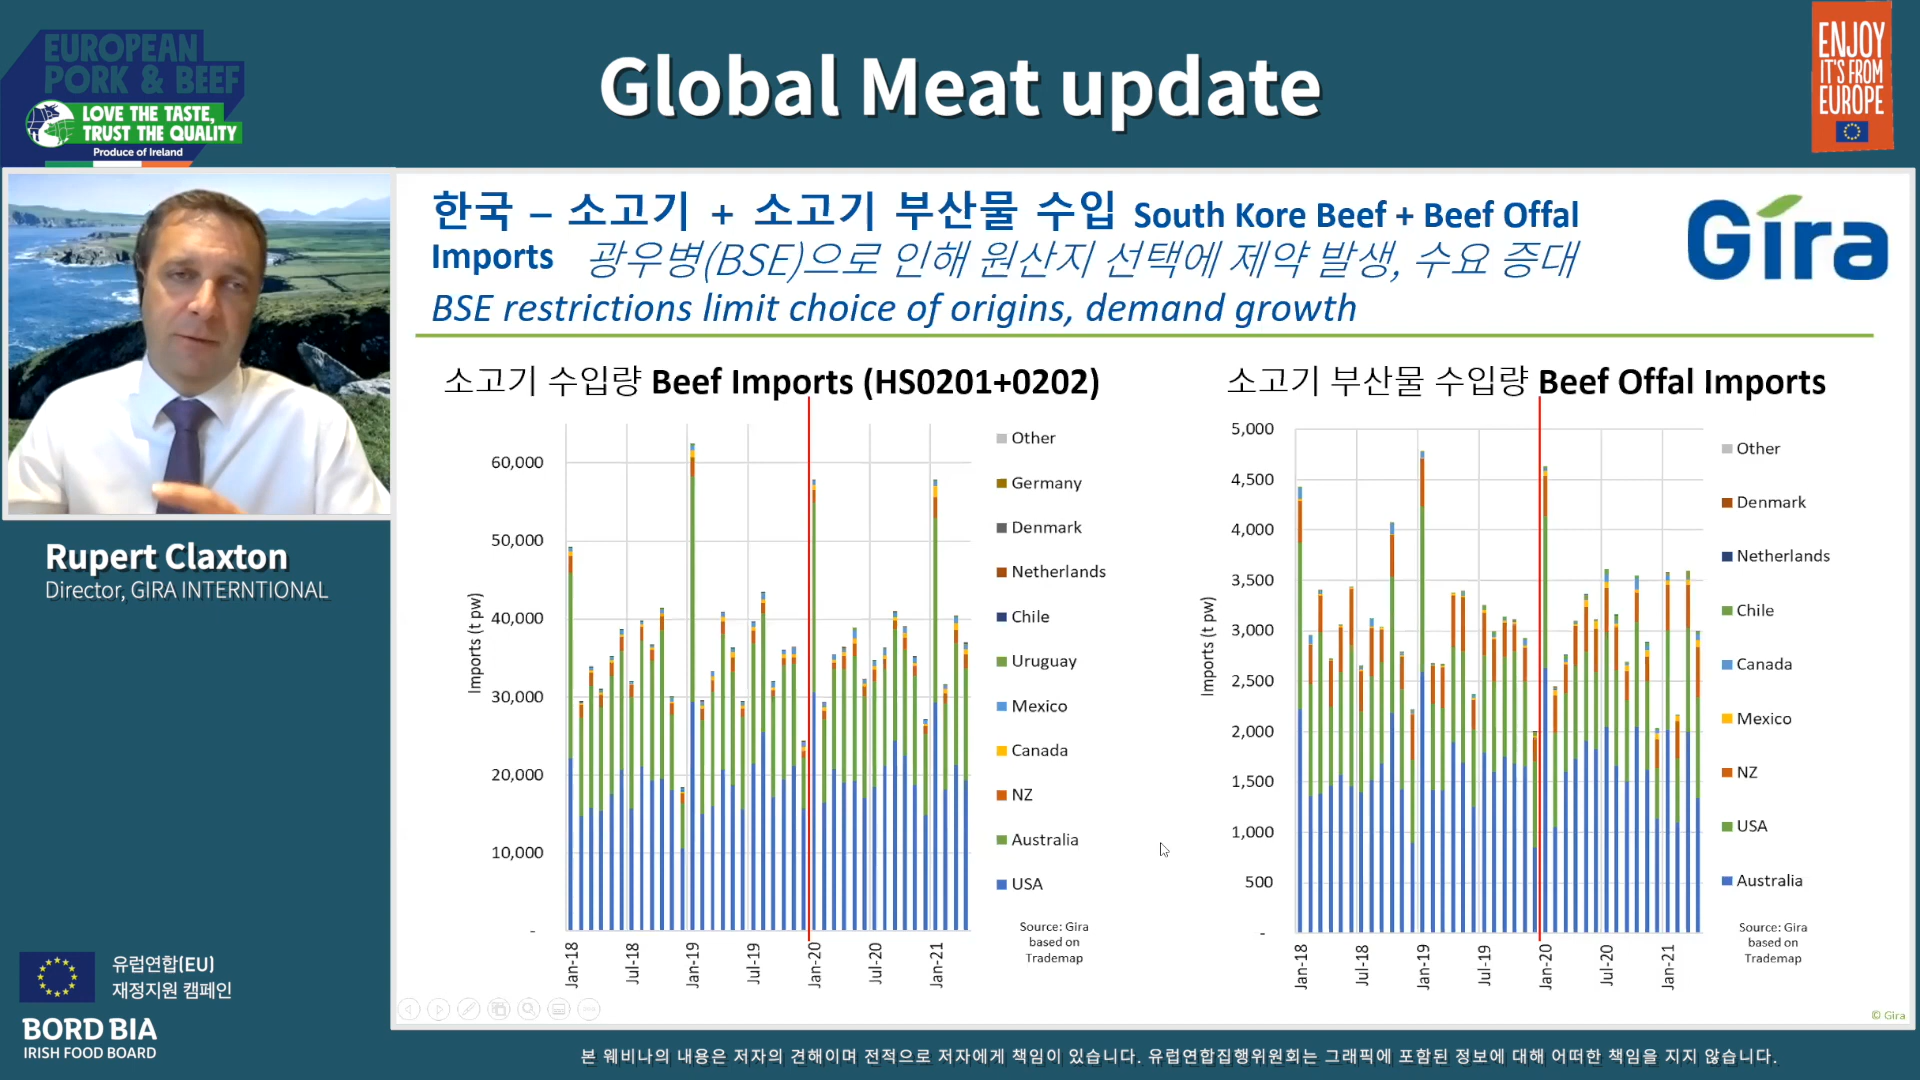 EUROPEAN
PORK & BEEF
LOVE THE TASTE,
TRUST THE QUALITY
Produce of Ireland
Global Meat update
ENJOY
IT'S FROM
EUROPE
한국 – 소고기 + 소고기 부산물 수입 South Kore Beef + Beef Offal
Imports 광우병(BSE)으로 인해 원산지 선택에 제약 발생, 수요 증대
BSE restrictions limit choice of origins, demand growth
Gira
Rupert Claxton
Director, GIRA INTERNTIONAL
소고기 수입량 Beef Imports (HS0201+0202)
Imports (t pw)
60,000
50,000
40,000
30,000
20,000
10,000
-
Jan-18
Jul-18
Jan-19
Jul-19
Jan-20
Jul-20
Jan-21
Other
Germany
Denmark
Netherlands
Chile
Uruguay
Mexico
Canada
NZ
Australia
USA
Source: Gira
based on
Trademap
소고기 부산물 수입량 Beef Offal Imports
Imports (t pw)
5,000
4,500
4,000
3,500
3,000
2,500
2,000
1,500
1,000
500
-
Jan-18
Jul-18
Jan-19
Jul-19
Jan-20
Jul-20
Jan-21
Other
Denmark
Netherlands
Chile
Canada
Mexico
NZ
USA
Australia
Source: Gira
based on
Trademap
© Gira
유럽연합(EU)
재정지원 캠페인
BORD BIA
IRISH FOOD BOARD
본 웨비나의 내용은 저자의 견해이며 전적으로 저자에게 책임이 있습니다. 유럽연합집행위원회는 그래픽에 포함된 정보에 대해 어떠한 책임을 지지 않습니다.